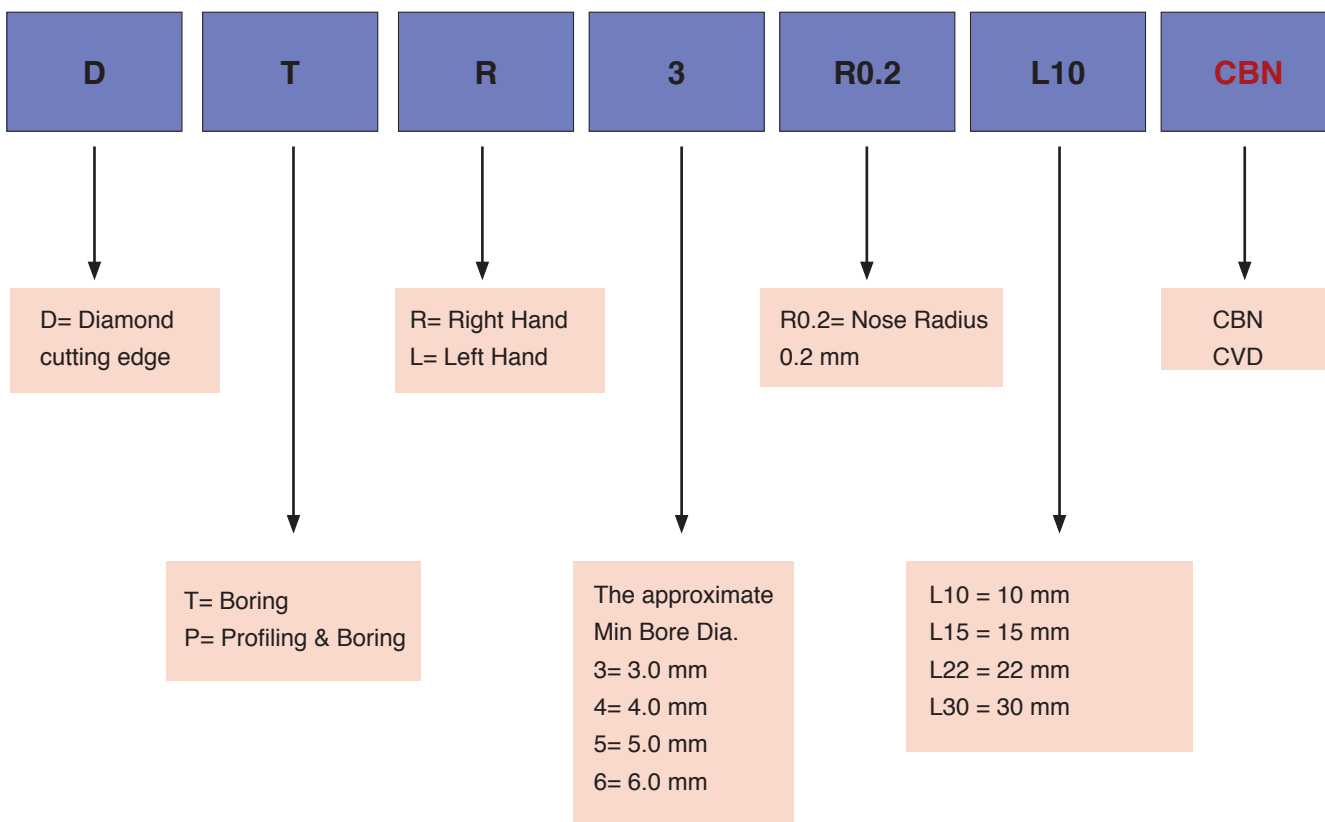 D T R 3 R0.2 L10 CBN
D= Diamond
cutting edge
R= Right Hand
L= Left Hand
R0.2= Nose Radius
0.2 mm
CBN
CVD
T= Boring
P= Profiling & Boring
The approximate
Min Bore Dia.
3= 3.0 mm
4= 4.0 mm
5= 5.0 mm
6= 6.0 mm
L10 = 10 mm
L15 = 15 mm
L22 = 22 mm
L30 = 30 mm